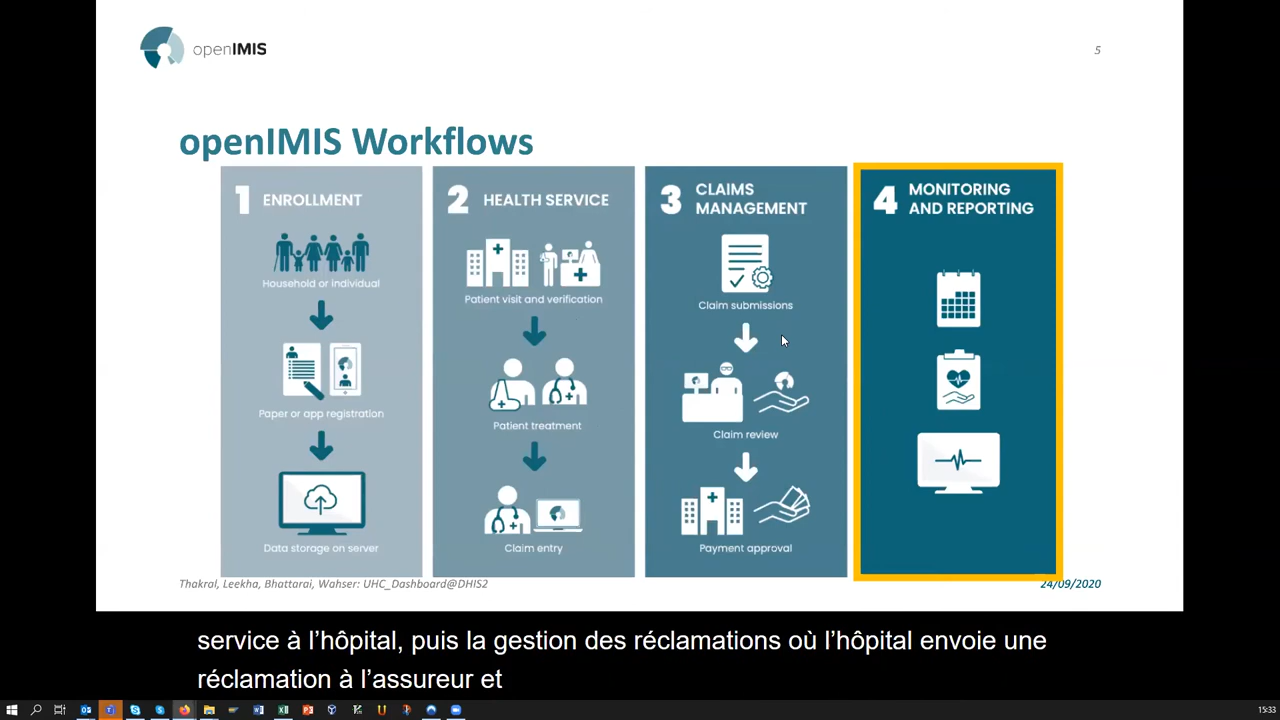 openIMIS
5
openIMIS Workflows
1 ENROLLMENT
Household or individual
Paper or app registration
Data storage on server
2 HEALTH SERVICE
Patient visit and verification
Patient treatment
Claim entry
3 CLAIMS
MANAGEMENT
Claim submissions
Claim review
Payment approval
4 MONITORING
AND REPORTING
Thakral, Leekha, Bhattarai, Wahser: UHC_Dashboard@DHIS2
24/09/2020
service à l’hôpital, puis la gestion des réclamations où l’hôpital envoie une
réclamation à l’assureur et
15:33